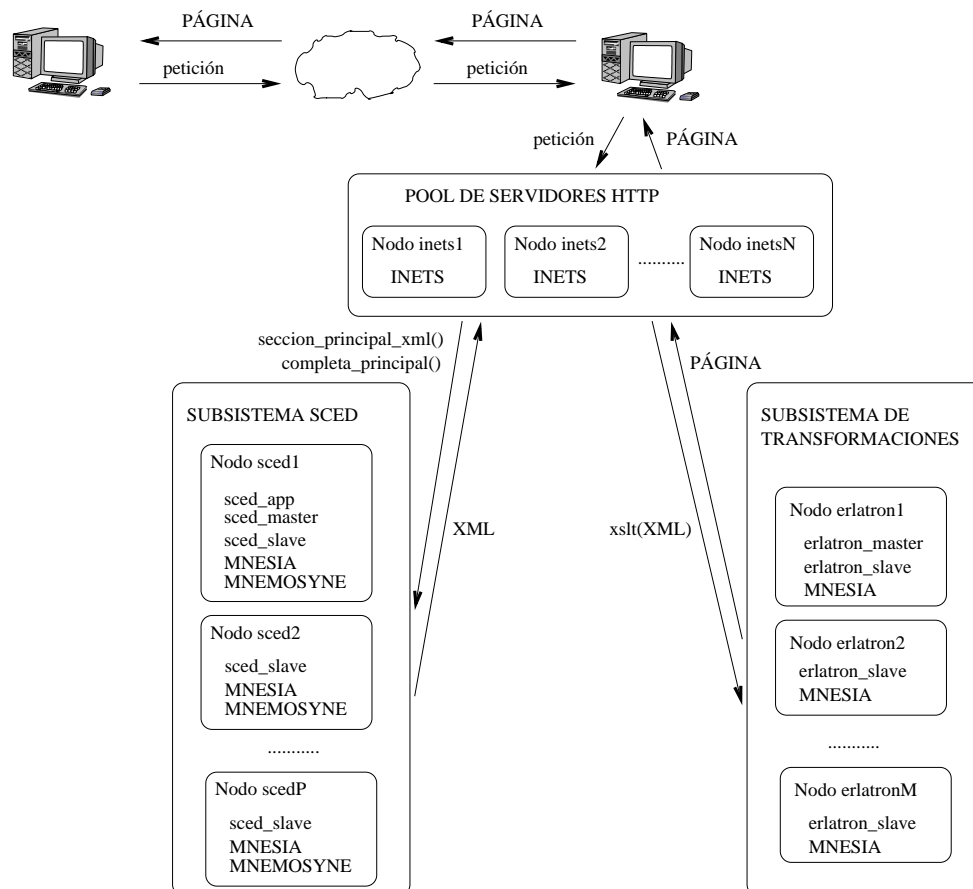 PÁGINA
PÁGINA
petición
petición
petición
PÁGINA
POOL DE SERVIDORES HTTP
Nodo inets1
INETS
Nodo inets2
INETS
..........
Nodo inetsN
INETS
seccion_principal_xml()
completa_principal()
PÁGINA
XML
xslt(XML)
SUBSISTEMA SCED
Nodo sced1
sced_app
sced_master
sced_slave
MNESIA
MNEMOSYNE
Nodo sced2
sced_slave
MNESIA
MNEMOSYNE
...........
Nodo scedP
sced_slave
MNESIA
MNEMOSYNE
SUBSISTEMA DE
TRANSFORMACIONES
Nodo erlatron1
erlatron_master
erlatron_slave
MNESIA
Nodo erlatron2
erlatron_slave
MNESIA
...........
Nodo erlatronM
erlatron_slave
MNESIA